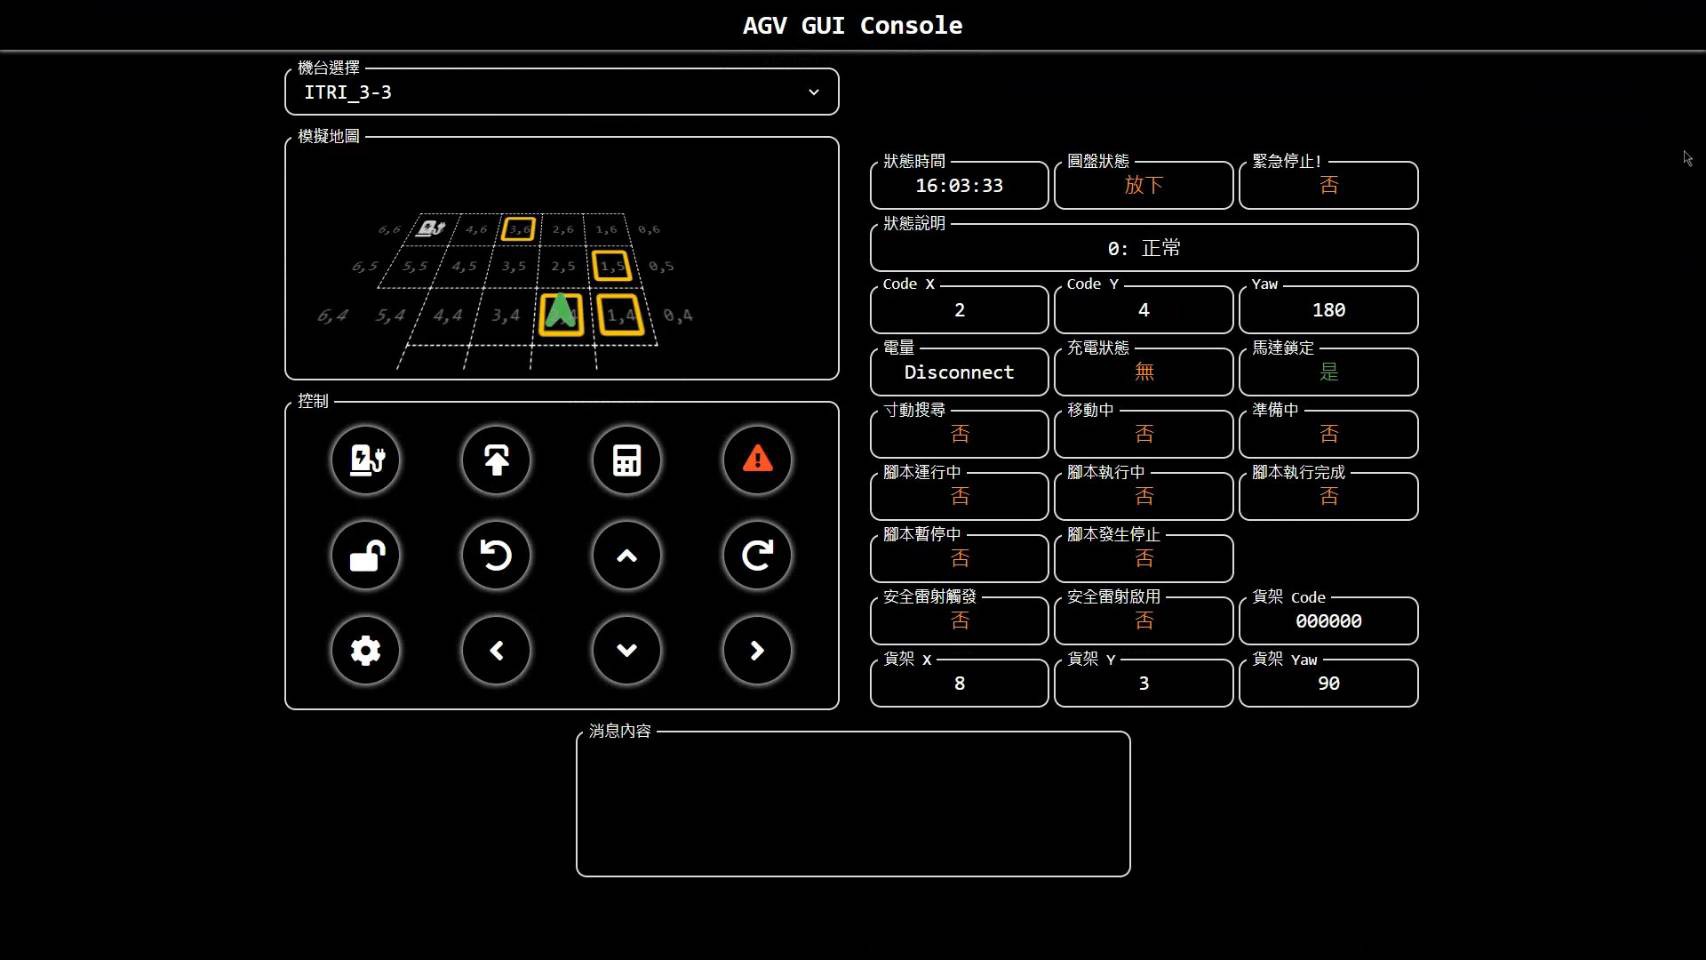 AGV GUI Console
機台選擇
ITRI_3-3
模擬地圖
6,6 4,6 3,6 2,6 1,6 0,6
6,5 5,5 4,5 3,5 2,5 1,5 0,5
6,4 5,4 4,4 3,4 1,4 0,4
控制
狀態時間 圓盤狀態 緊急停止!
16:03:33 放下 否
狀態說明
0: 正常
Code X Code Y Yaw
2 4 180
電量 充電狀態 馬達鎖定
Disconnect 無 是
寸動搜尋 移動中 準備中
否 否 否
腳本運行中 腳本執行中 腳本執行完成
否 否 否
腳本暫停中 腳本發生停止
否 否
安全雷射觸發 安全雷射啟用 貨架 Code
否 否 000000
貨架 X 貨架 Y 貨架 Yaw
8 3 90
消息內容